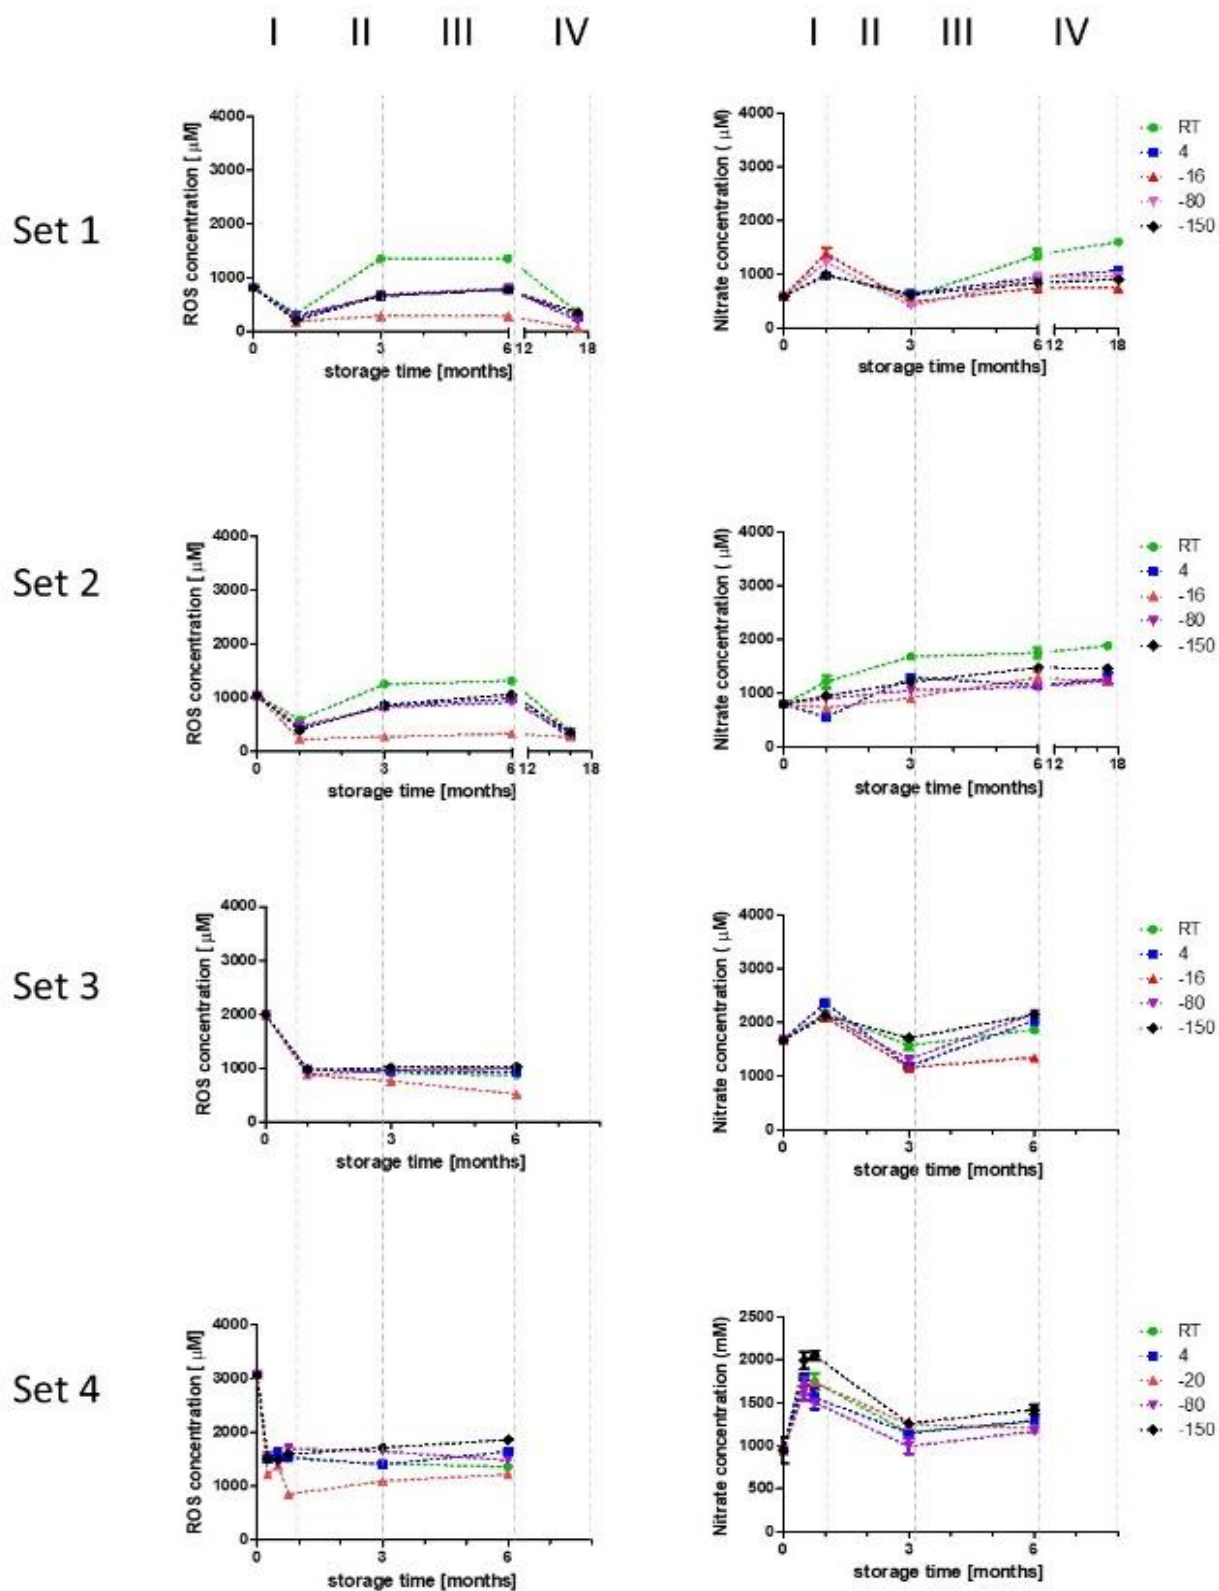 I II III IV I II III IV
Set 1
ROS concentration [ μM]
4000
3000
2000
1000
0
0 3 6 12 18
storage time [months]
Nitrate concentration ( μM)
4000
3000
2000
1000
0
0 3 6 12 18
storage time [months]
RT
4
-16
-80
-150
Set 2
ROS concentration [ μM]
4000
3000
2000
1000
0
0 3 6 12 18
storage time [months]
Nitrate concentration ( μM)
4000
3000
2000
1000
0
0 3 6 12 18
storage time [months]
RT
4
-16
-80
-150
Set 3
ROS concentration [ μM]
4000
3000
2000
1000
0
0 3 6
storage time [months]
Nitrate concentration ( μM)
4000
3000
2000
1000
0
0 3 6
storage time [months]
RT
4
-16
-80
-150
Set 4
ROS concentration [ μM]
4000
3000
2000
1000
0
0 3 6
storage time [months]
Nitrate concentration (mM)
2500
2000
1500
1000
500
0
0 3 6
storage time [months]
RT
4
-20
-80
-150